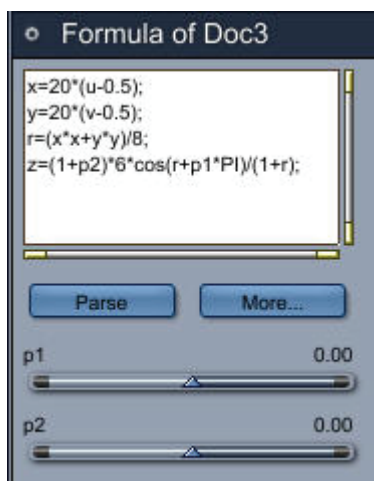 Formula of Doc3
x=20*(u-0.5);
y=20*(v-0.5);
r=(x*x+y*y)/8;
z=(1+p2)*6*cos(r+p1*PI)/(1+r);
Parse More...
p1 0.00
p2 0.00